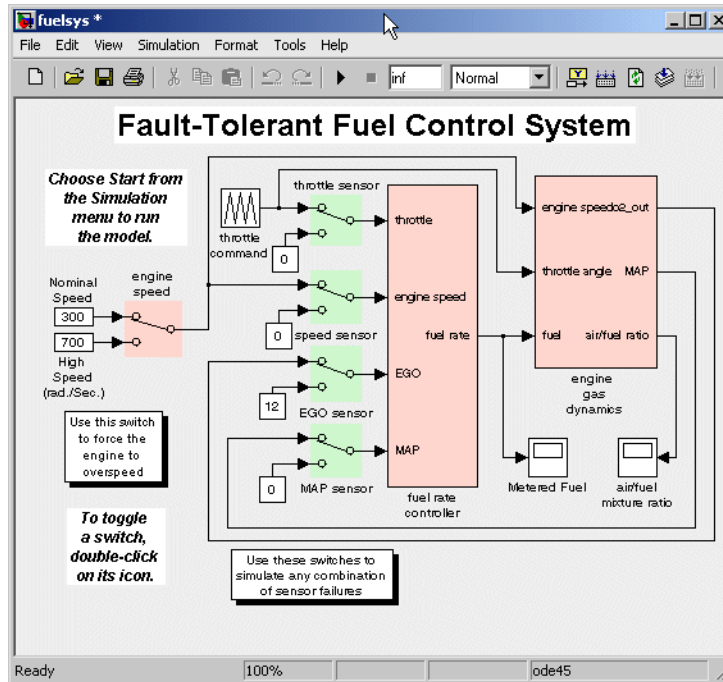 fuelsys *
File Edit View Simulation Format Tools Help
inf Normal
Fault-Tolerant Fuel Control System
Choose Start from
the Simulation
menu to run
the model.
throttle
command
throttle sensor
0
Nominal
Speed
300
700
High
Speed
(rad./Sec.)
engine
speed
0
speed sensor
12
EGO sensor
0
MAP sensor
throttle
engine speed
fuel rate
EGO
MAP
fuel rate
controller
engine speedo2_out
throttle angle MAP
fuel air/fuel ratio
engine
gas
dynamics
Metered Fuel
air/fuel
mixture ratio
Use this switch
to force the
engine to
overspeed
To toggle
a switch,
double-click
on its icon.
Use these switches to
simulate any combination
of sensor failures
Ready 100% ode45